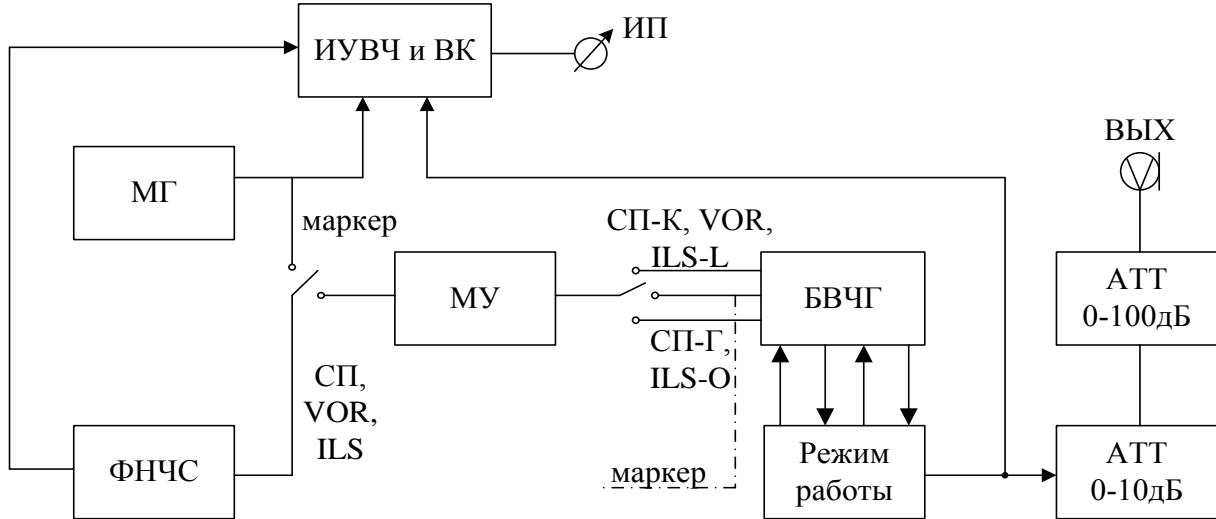 ИУВЧ и ВК
ИП
ВЫХ
МГ
маркер
СП-К, VOR,
ILS-L
МУ
БВЧГ
АТТ
0-100дБ
СП-Г,
ILS-O
СП,
VOR,
ILS
ФНЧС
маркер
Режим
работы
АТТ
0-10дБ